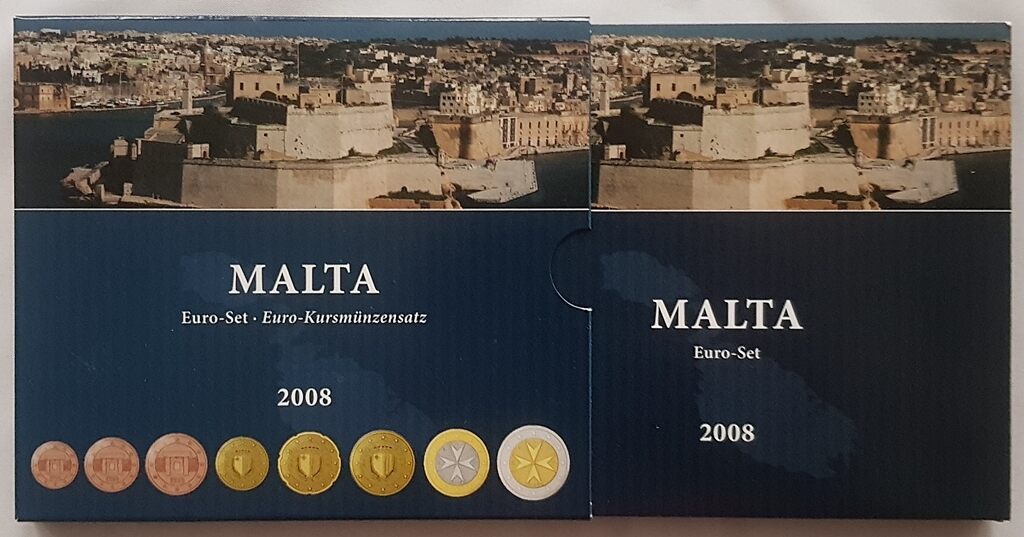 MALTA
Euro-Set · Euro-Kursmünzensatz
2008
MALTA
Euro-Set
2008